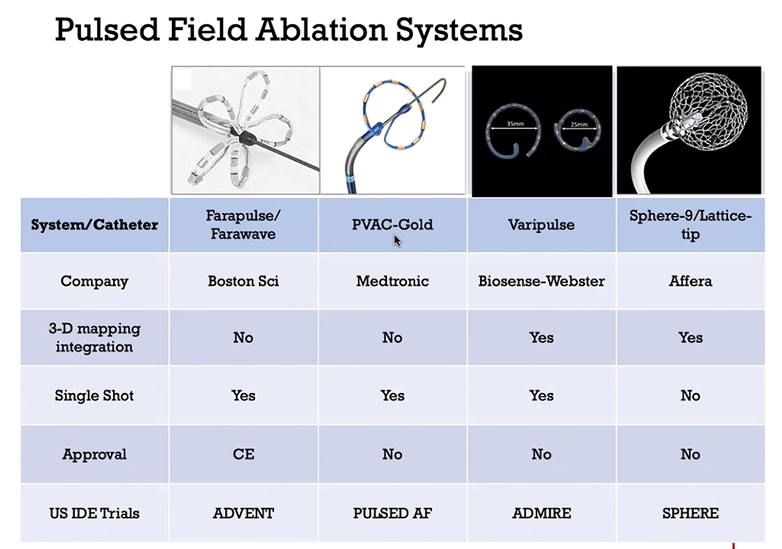 Pulsed Field Ablation Systems
35mm
25mm
System/Catheter
Farapulse/
Farawave
PVAC-Gold
Varipulse
Sphere-9/Lattice-
tip
Company
Boston Sci
Medtronic
Biosense-Webster
Affera
3-D mapping
integration
No
No
Yes
Yes
Single Shot
Yes
Yes
Yes
No
Approval
CE
No
No
No
US IDE Trials
ADVENT
PULSED AF
ADMIRE
SPHERE